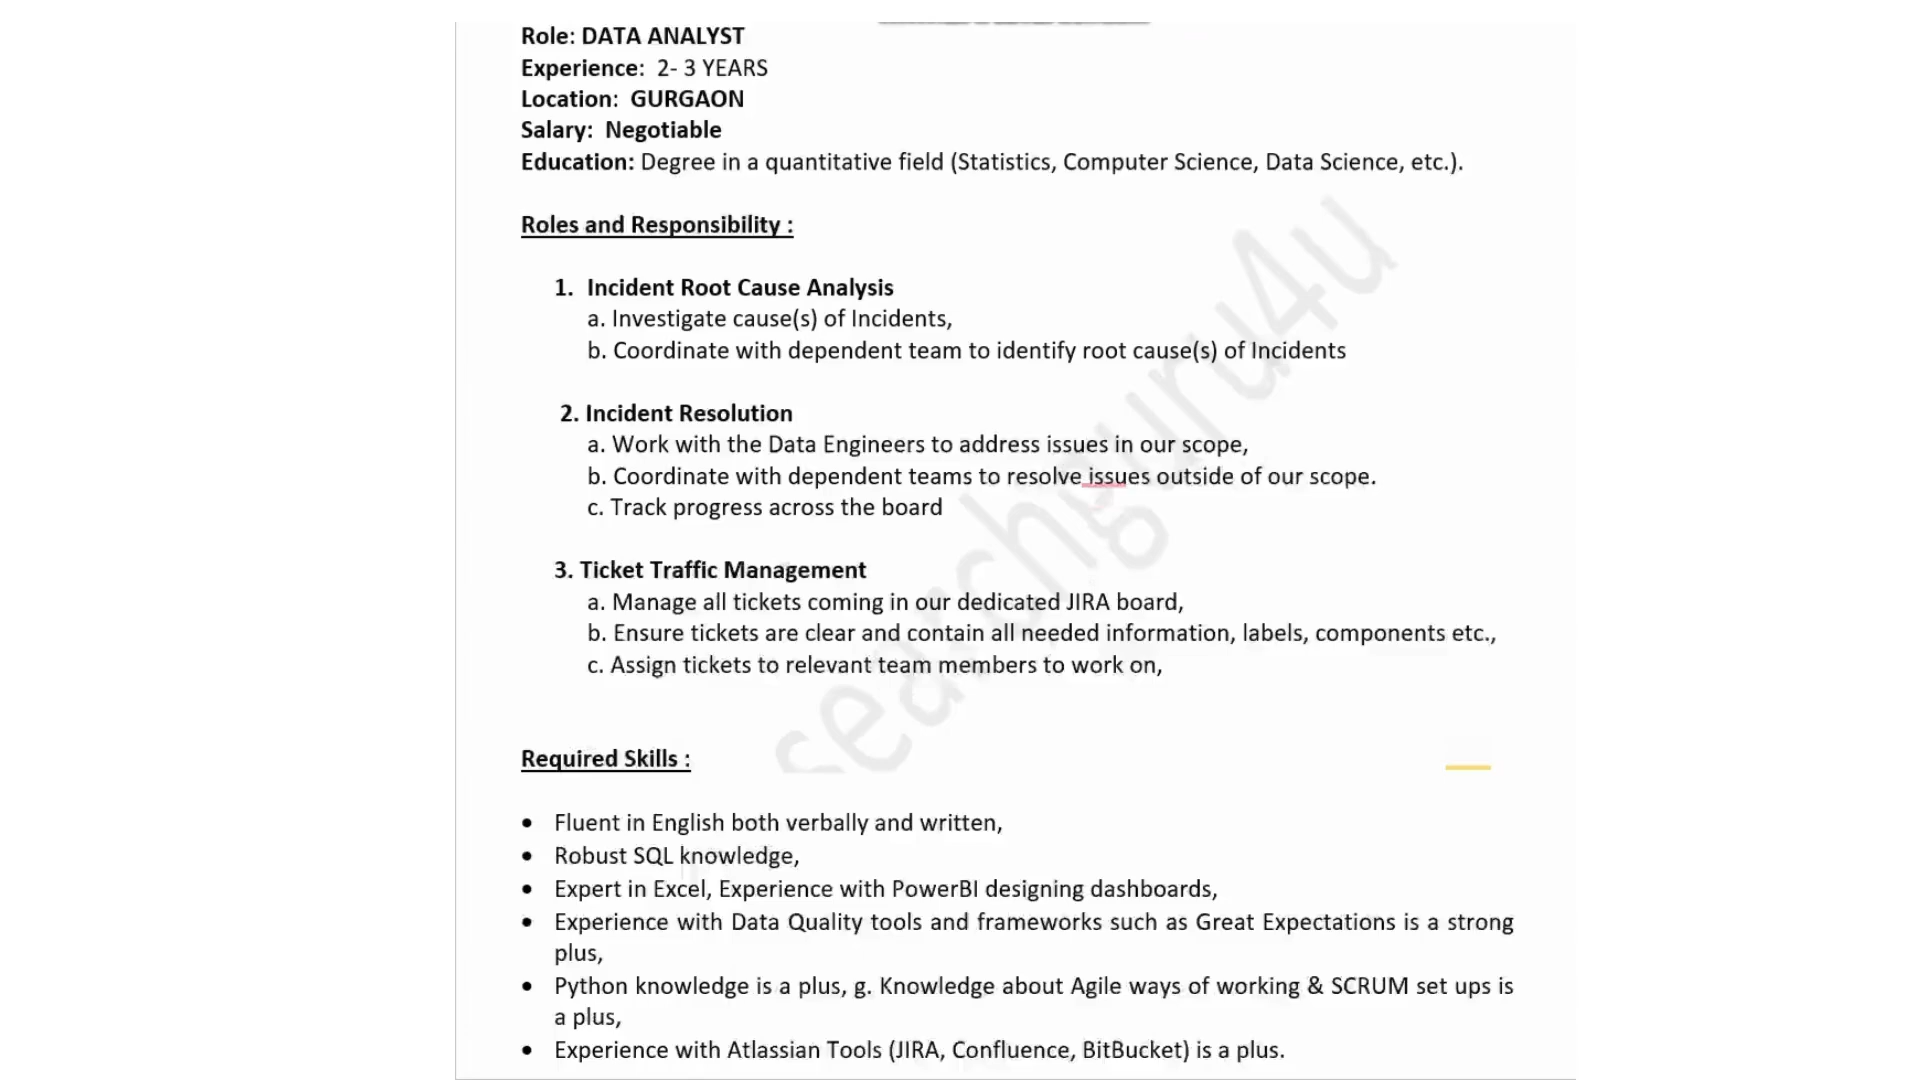 Role: DATA ANALYST
Experience:  2- 3 YEARS
Location:  GURGAON
Salary:  Negotiable
Education: Degree in a quantitative field (Statistics, Computer Science, Data Science, etc.).
Roles and Responsibility :
1. Incident Root Cause Analysis
a. Investigate cause(s) of Incidents,
b. Coordinate with dependent team to identify root cause(s) of Incidents
2. Incident Resolution
a. Work with the Data Engineers to address issues in our scope,
b. Coordinate with dependent teams to resolve issues outside of our scope.
c. Track progress across the board
3. Ticket Traffic Management
a. Manage all tickets coming in our dedicated JIRA board,
b. Ensure tickets are clear and contain all needed information, labels, components etc.,
c. Assign tickets to relevant team members to work on,
Required Skills :
• Fluent in English both verbally and written,
• Robust SQL knowledge,
• Expert in Excel, Experience with PowerBI designing dashboards,
• Experience with Data Quality tools and frameworks such as Great Expectations is a strong
plus,
• Python knowledge is a plus, g. Knowledge about Agile ways of working & SCRUM set ups is
a plus,
• Experience with Atlassian Tools (JIRA, Confluence, BitBucket) is a plus.
searchguru4u